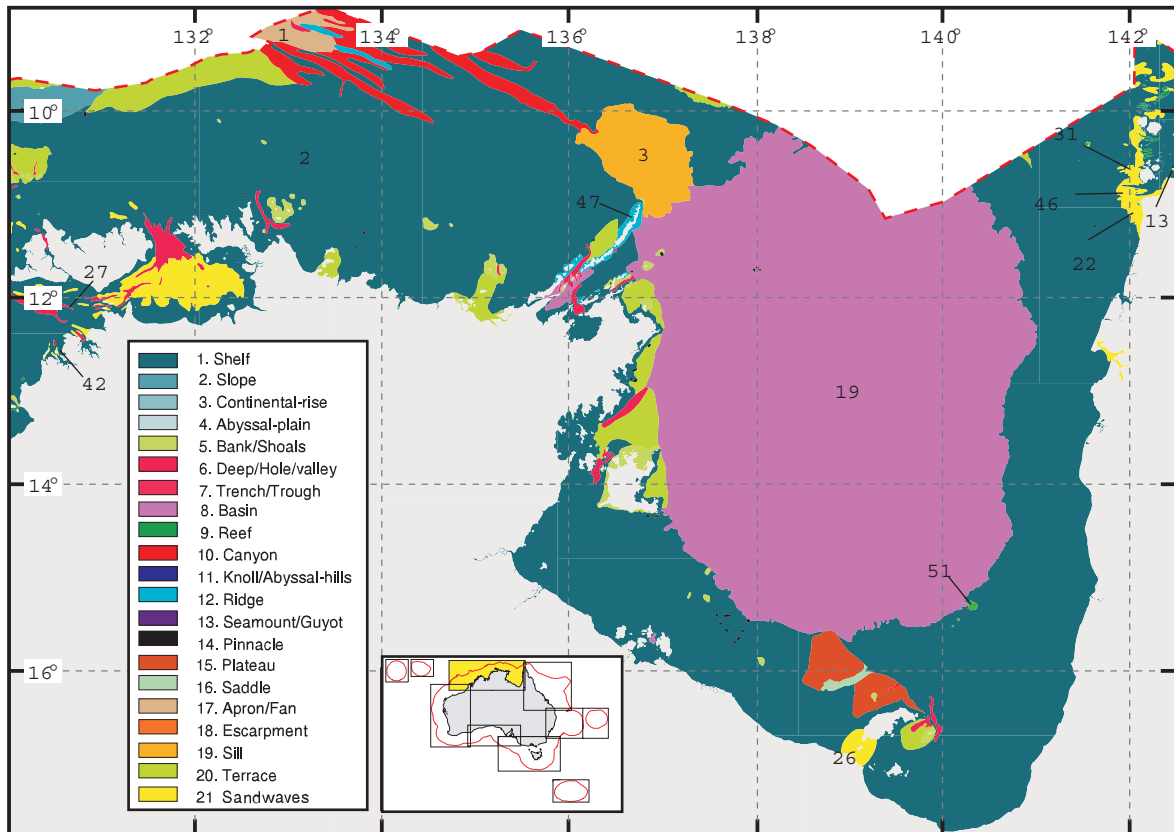 132
1
134
136
138
140
142
10°
31
2
3
46
13
47
22
27
12°
42
19
1. Shelf
2. Slope
3. Continental-rise
4. Abyssal-plain
5. Bank/Shoals
6. Deep/Hole/valley
7. Trench/Trough
8. Basin
9. Reef
10. Canyon
11. Knoll/Abyssal-hills
12. Ridge
13. Seamount/Guyot
14. Pinnacle
15. Plateau
16. Saddle
17. Apron/Fan
18. Escarpment
19. Sill
20. Terrace
21 Sandwaves
14°
51
16°
26